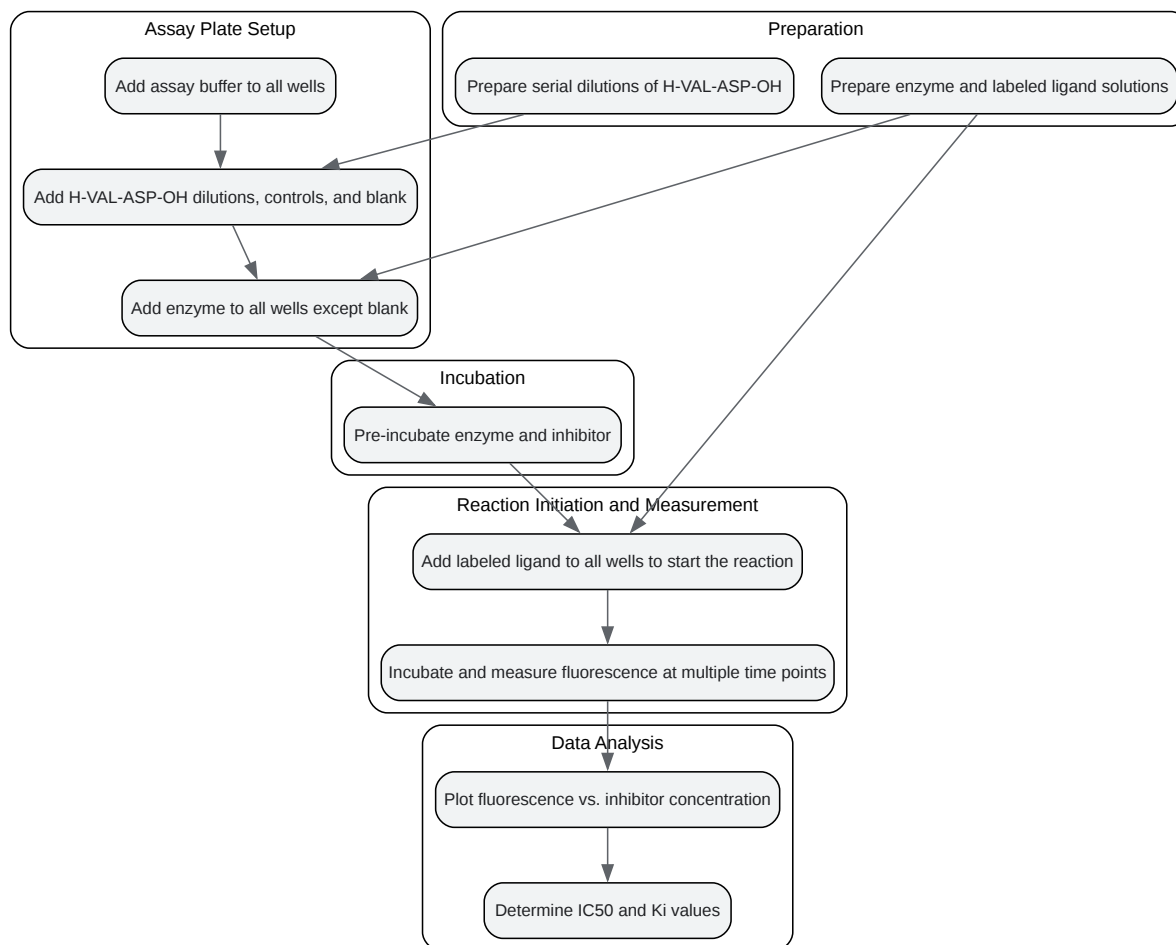 Assay Plate Setup
Add assay buffer to all wells
Add H-VAL-ASP-OH dilutions, controls, and blank
Add enzyme to all wells except blank
Preparation
Prepare serial dilutions of H-VAL-ASP-OH
Prepare enzyme and labeled ligand solutions
Incubation
Pre-incubate enzyme and inhibitor
Reaction Initiation and Measurement
Add labeled ligand to all wells to start the reaction
Incubate and measure fluorescence at multiple time points
Data Analysis
Plot fluorescence vs. inhibitor concentration
Determine IC50 and Ki values